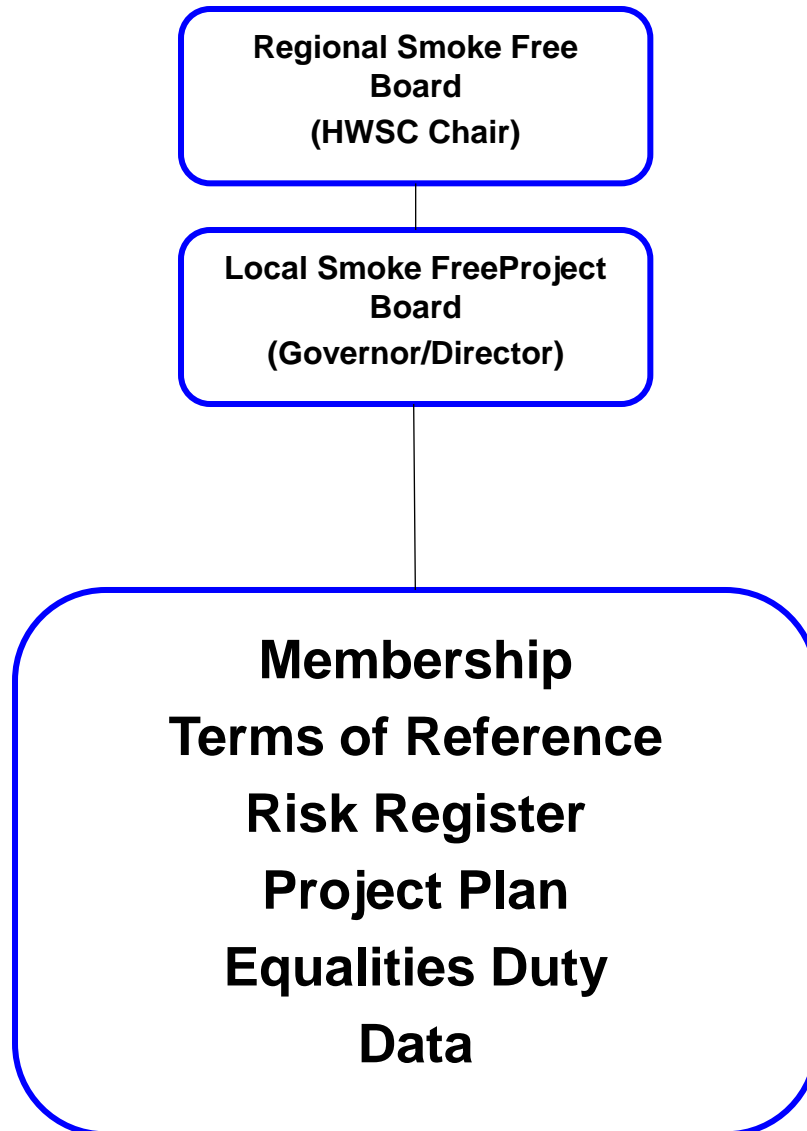 Regional Smoke Free
Board
(HWSC Chair)
Local Smoke FreeProject
Board
(Governor/Director)
Membership
Terms of Reference
Risk Register
Project Plan
Equalities Duty
Data